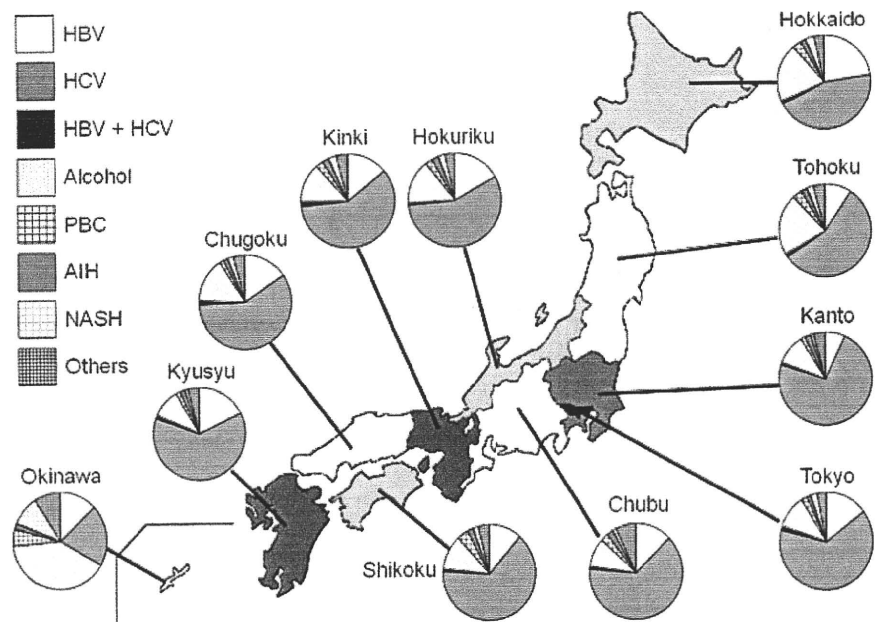 HBV
HCV
HBV + HCV
Alcohol
PBC
AIH
NASH
Others
Hokkaido
Kinki
Hokuriku
Tohoku
Chugoku
Kanto
Kyusyu
Okinawa
Tokyo
Chubu
Shikoku